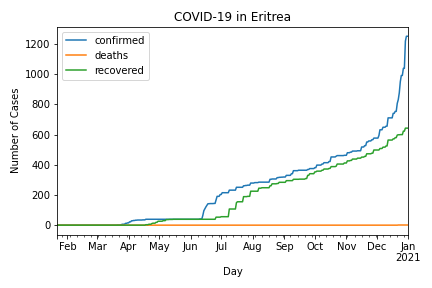 COVID-19 in Eritrea
confirmed
deaths
recovered
Number of Cases
1200
1000
800
600
400
200
0
Feb Mar Apr May Jun Jul Aug Sep Oct Nov Dec Jan
2021
Day